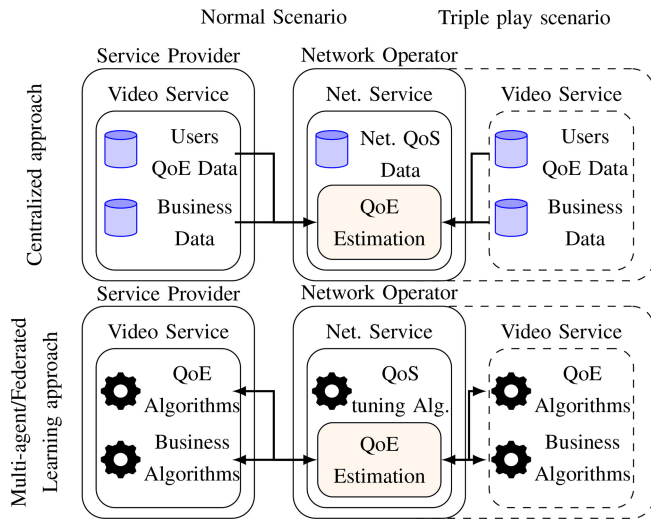 Normal Scenario
Triple play scenario
Service Provider
Network Operator
Centralized approach
Video Service
Users
QoE Data
Business
Data
Net. Service
Net. QoS
Data
QoE
Estimation
Video Service
Users
QoE Data
Business
Data
Service Provider
Network Operator
Multi-agent/Federated
Learning approach
Video Service
QoE
Algorithms
Business
Algorithms
Net. Service
QoS
tuning Alg.
QoE
Estimation
Video Service
QoE
Algorithms
Business
Algorithms